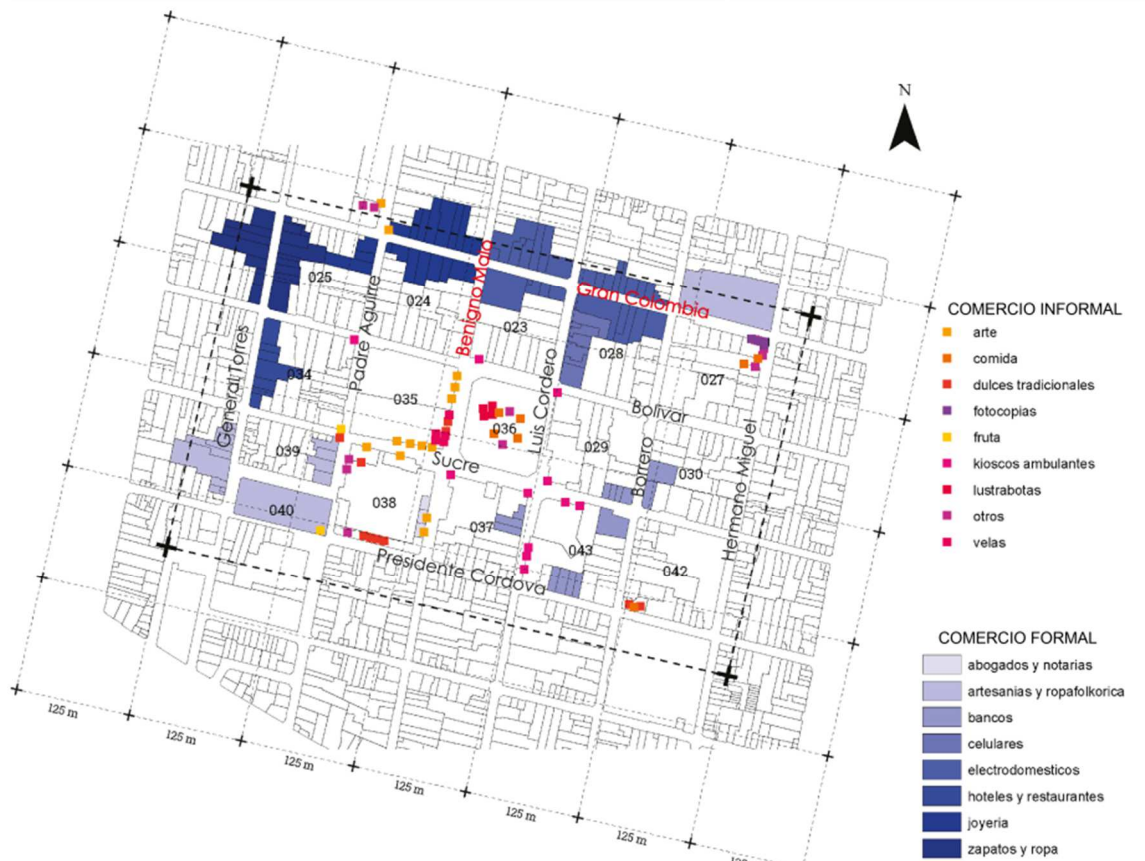 N
025
024
023
028
027
034
035
036
029
030
039
038
037
043
040
042
General Torres
Padre Aguirre
Benigno Malo
Gran Colombia
Luis Cordero
Bolívar
Borrero
Hermano Miguel
Sucre
Presidente Córdova
125 m
125 m
125 m
125 m
125 m
125 m
COMERCIO INFORMAL
arte
comida
dulces tradicionales
fotocopias
fruta
kioscos ambulantes
lustrabotas
otros
velas
COMERCIO FORMAL
abogados y notarias
artesanias y ropafolkorica
bancos
celulares
electrodomesticos
hoteles y restaurantes
joyeria
zapatos y ropa